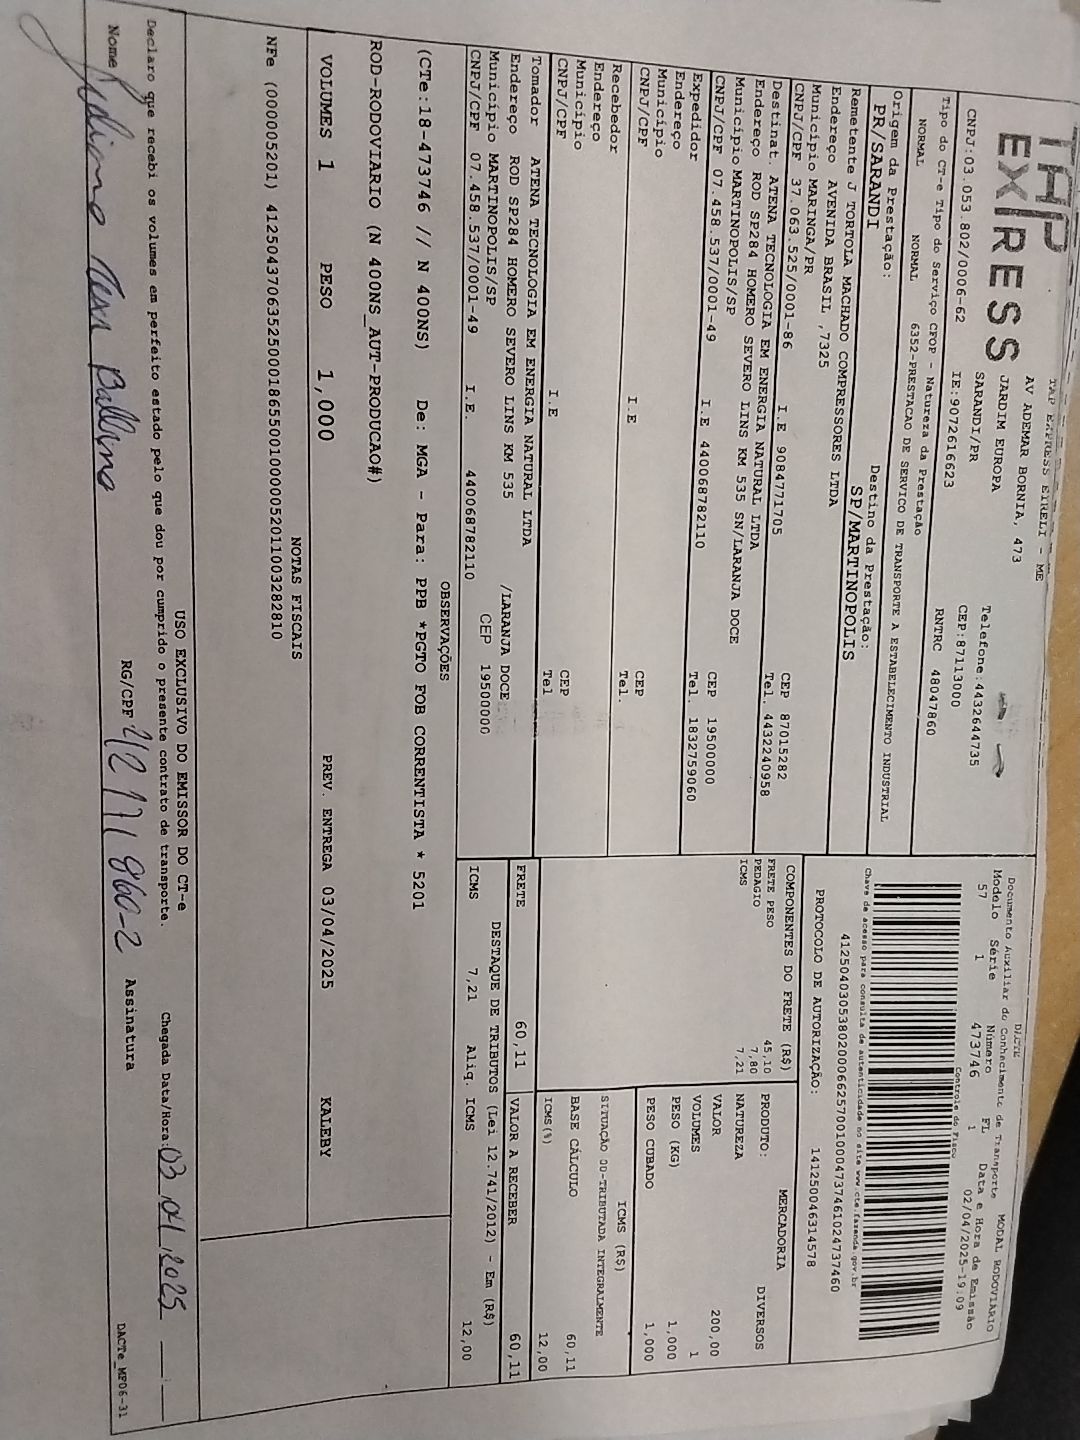 TAP EXPRESS
TAP EXPRESS EIRELI - ME
AV ADEMAR BORNIA, 473
JARDIM EUROPA
SARANDI/PR
Telefone:4432644735
CEP:87113000
CNPJ:03.053.802/0006-62 IE:9072616623 RNTRC 48047860
Tipo do CT-e Tipo do Serviço CFOP - Natureza da Prestação
NORMAL NORMAL 6352-PRESTACAO DE SERVICO DE TRANSPORTE A ESTABELECIMENTO INDUSTRIAL
Origem da Prestação: Destino da Prestação:
PR/SARANDI SP/MARTINOPOLIS
DACTE
Documento Auxiliar do Conhecimento de Transporte MODAL RODOVIÁRIO
Modelo Série Número FL Data e Hora de Emissão
57 1 473746 1 02/04/2025-19:09
Controle do Fisco
Chave de acesso para consulta de autenticidade no site www.cte.fazenda.gov.br
41250403053802000662570010004737461024737460
PROTOCOLO DE AUTORIZAÇÃO: 141250046314578
Remetente J TORTOLA MACHADO COMPRESSORES LTDA
Endereço AVENIDA BRASIL ,7325
Município MARINGA/PR CEP 87015282
CNPJ/CPF 37.063.525/0001-86 I.E 9084771705 Tel. 4432240958
Destinat. ATENA TECNOLOGIA EM ENERGIA NATURAL LTDA
Endereço ROD SP284 HOMERO SEVERO LINS KM 535 SN/LARANJA DOCE
Município MARTINOPOLIS/SP CEP 19500000
CNPJ/CPF 07.458.537/0001-49 I.E 440068782110 Tel. 1832759060
Expedidor
Endereço
Município CEP
CNPJ/CPF I.E Tel.
Recebedor
Endereço
Município CEP
CNPJ/CPF I.E Tel
Tomador ATENA TECNOLOGIA EM ENERGIA NATURAL LTDA
Endereço ROD SP284 HOMERO SEVERO LINS KM 535 /LARANJA DOCE
Município MARTINOPOLIS/SP CEP 19500000
CNPJ/CPF 07.458.537/0001-49 I.E. 440068782110
COMPONENTES DO FRETE (R$)
FRETE PESO 45,10
PEDAGIO 7,80
ICMS 7,21
MERCADORIA
PRODUTO:
NATUREZA DIVERSOS
VALOR 200,00
VOLUMES 1
PESO (KG) 1,000
PESO CUBADO 1,000
ICMS (R$)
SITUAÇÃO 00-TRIBUTADA INTEGRALMENTE
BASE CÁLCULO 60,11
ICMS(%) 12,00
FRETE 60,11 VALOR A RECEBER 60,11
DESTAQUE DE TRIBUTOS (Lei 12.741/2012) - Em (R$)
ICMS 7,21 Aliq. ICMS 12,00
OBSERVAÇÕES
(CTe:18-473746 // N 400NS) De: MGA - Para: PPB *PGTO FOB CORRENTISTA * 5201
ROD-RODOVIARIO (N 400NS_AUT-PRODUCAO#)
VOLUMES 1 PESO 1,000 PREV. ENTREGA 03/04/2025 KALEBY
NOTAS FISCAIS
NFe (000005201) 41250437063525000186550010000052011003282810
USO EXCLUSIVO DO EMISSOR DO CT-e
Declaro que recebi os volumes em perfeito estado pelo que dou por cumprido o presente contrato de transporte. Chegada Data/Hora: 03/04/2025
Nome RG/CPF Assinatura
DACTe_MP06-31